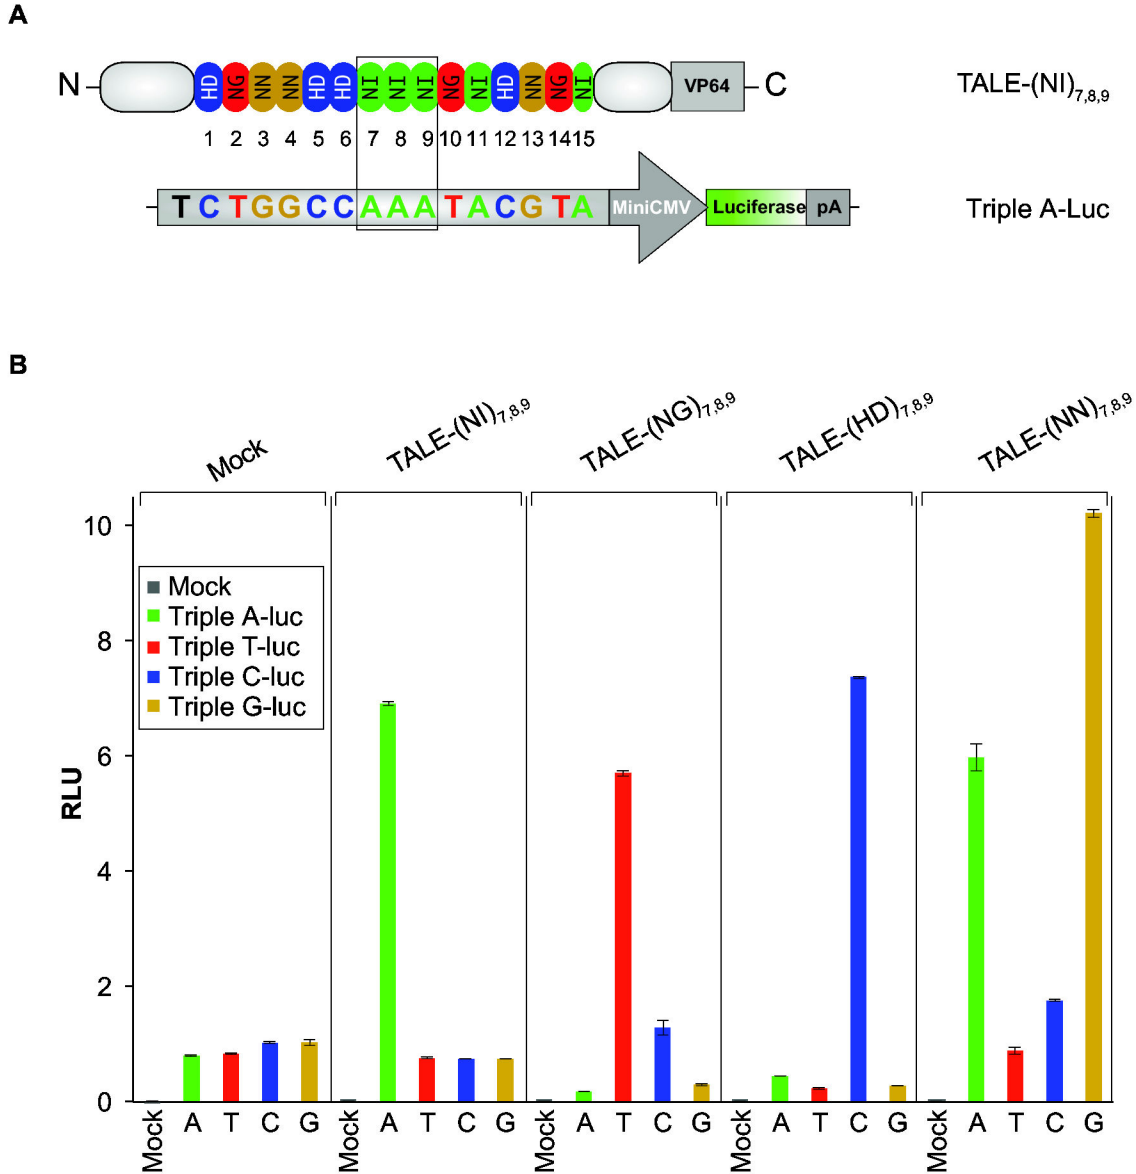 A
N HD NG NN NN HD HD NI NI NI NG NI HD NN NG NI VP64 C TALE-(NI)7,8,9
1 2 3 4 5 6 7 8 9 10 11 12 13 14 15
T C T G G C C A A A T A C G T A MiniCMV Luciferase pA Triple A-Luc
B
Mock TALE-(NI)7,8,9 TALE-(NG)7,8,9 TALE-(HD)7,8,9 TALE-(NN)7,8,9
10
8
6
4
2
0
RLU
Mock
Triple A-luc
Triple T-luc
Triple C-luc
Triple G-luc
Mock A T C G Mock A T C G Mock A T C G Mock A T C G Mock A T C G